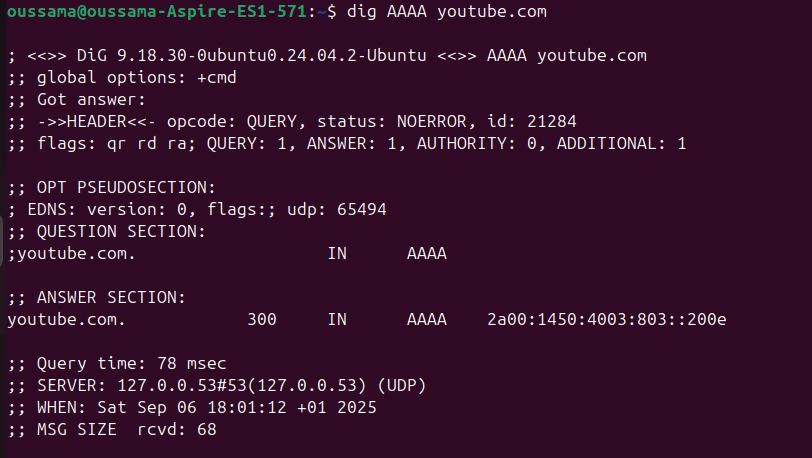 oussama@oussama-Aspire-ES1-571:~$ dig AAAA youtube.com
; <<>> DiG 9.18.30-0ubuntu0.24.04.2-Ubuntu <<>> AAAA youtube.com
;; global options: +cmd
;; Got answer:
;; ->>HEADER<<- opcode: QUERY, status: NOERROR, id: 21284
;; flags: qr rd ra; QUERY: 1, ANSWER: 1, AUTHORITY: 0, ADDITIONAL: 1
;; OPT PSEUDOSECTION:
; EDNS: version: 0, flags:; udp: 65494
;; QUESTION SECTION:
;youtube.com. IN AAAA
;; ANSWER SECTION:
youtube.com. 300 IN AAAA 2a00:1450:4003:803::200e
;; Query time: 78 msec
;; SERVER: 127.0.0.53#53(127.0.0.53) (UDP)
;; WHEN: Sat Sep 06 18:01:12 +01 2025
;; MSG SIZE  rcvd: 68